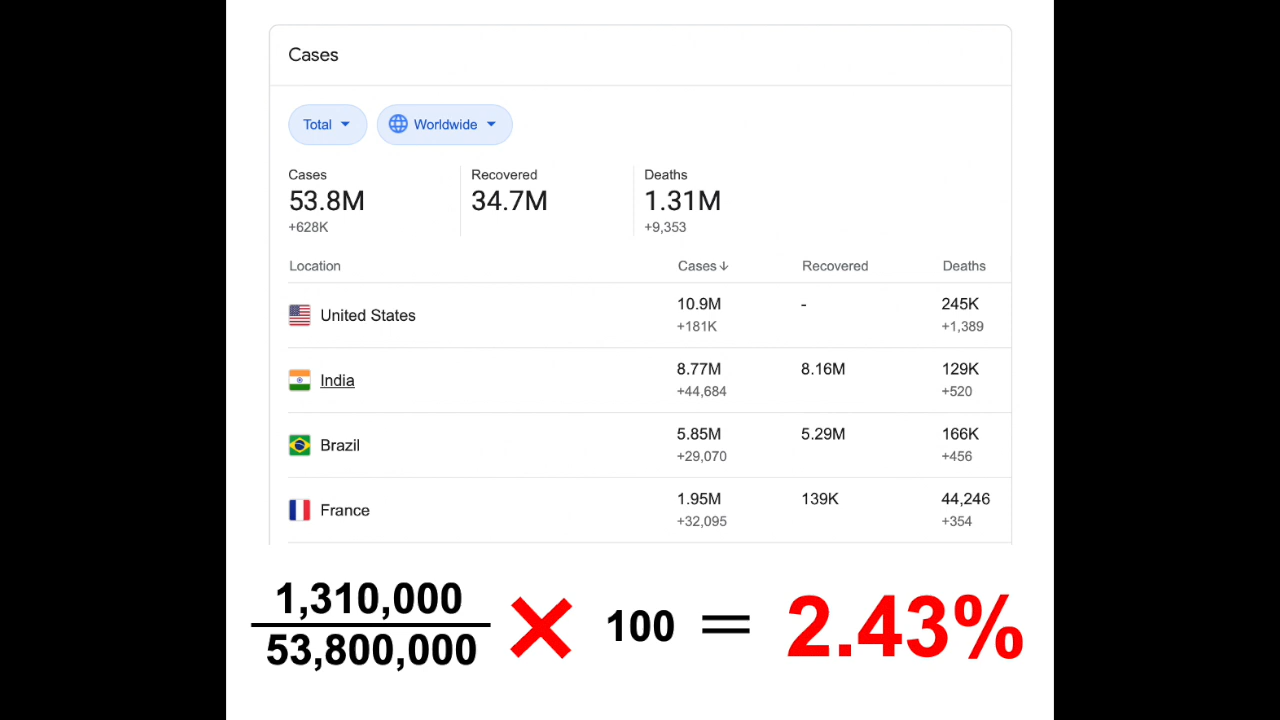 Cases
Total Worldwide
Cases Recovered Deaths
53.8M 34.7M 1.31M
+628K +9,353
Location Cases↓ Recovered Deaths
United States 10.9M - 245K
+181K +1,389
India 8.77M 8.16M 129K
+44,684 +520
Brazil 5.85M 5.29M 166K
+29,070 +456
France 1.95M 139K 44,246
+32,095 +354
1,310,000
53,800,000 × 100 = 2.43%